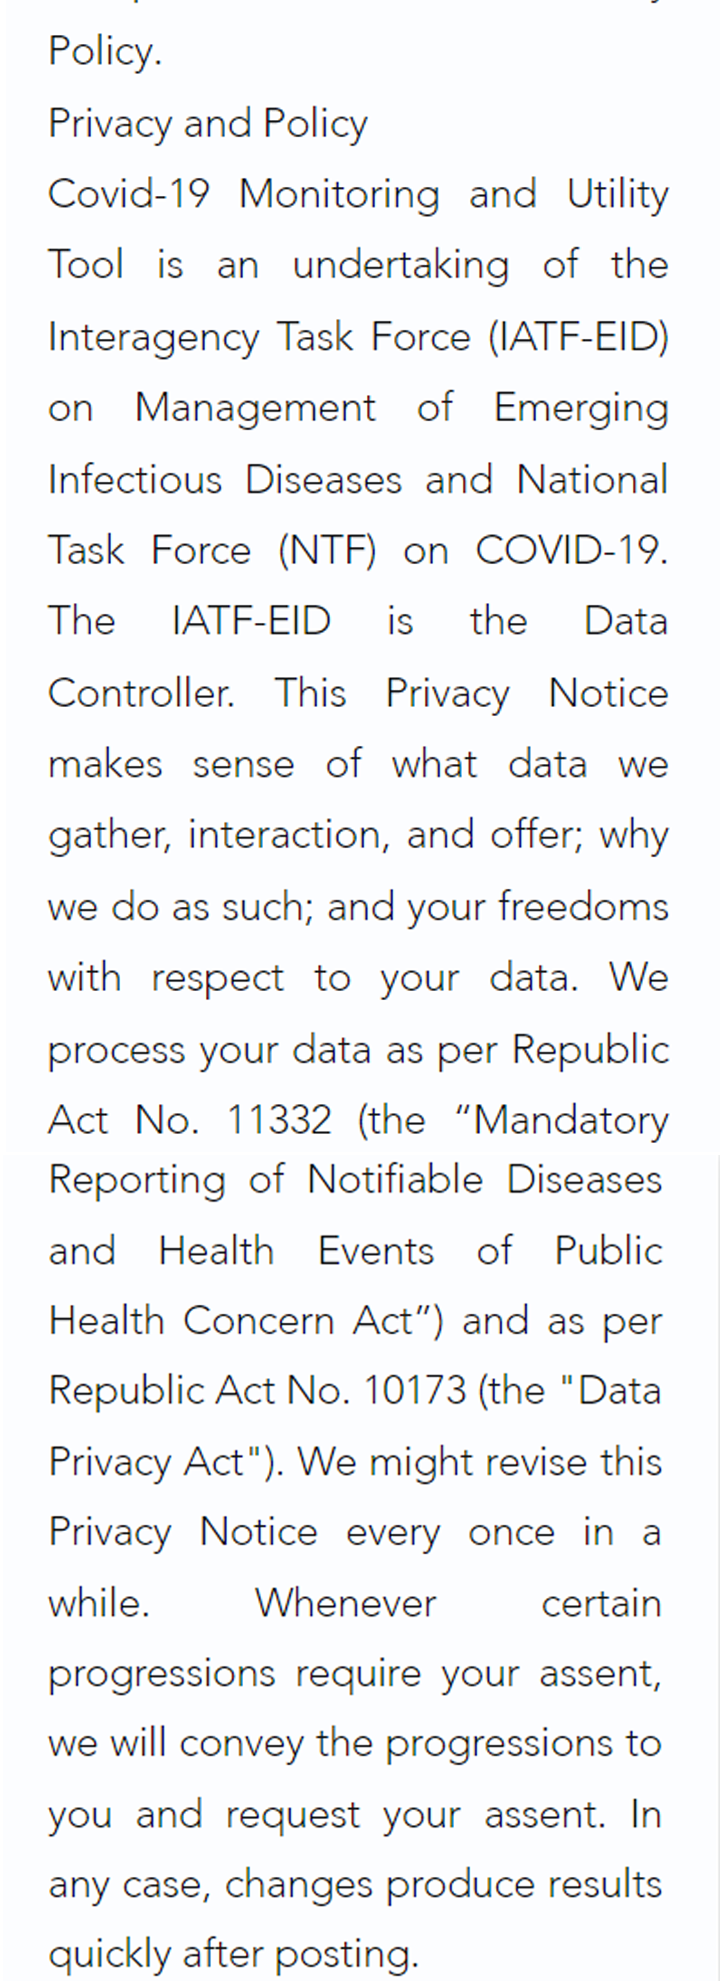 Policy.
Privacy and Policy
Covid-19 Monitoring and Utility
Tool is an undertaking of the
Interagency Task Force (IATF-EID)
on Management of Emerging
Infectious Diseases and National
Task Force (NTF) on COVID-19.
The IATF-EID is the Data
Controller. This Privacy Notice
makes sense of what data we
gather, interaction, and offer; why
we do as such; and your freedoms
with respect to your data. We
process your data as per Republic
Act No. 11332 (the “Mandatory
Reporting of Notifiable Diseases
and Health Events of Public
Health Concern Act”) and as per
Republic Act No. 10173 (the "Data
Privacy Act"). We might revise this
Privacy Notice every once in a
while. Whenever certain
progressions require your assent,
we will convey the progressions to
you and request your assent. In
any case, changes produce results
quickly after posting.